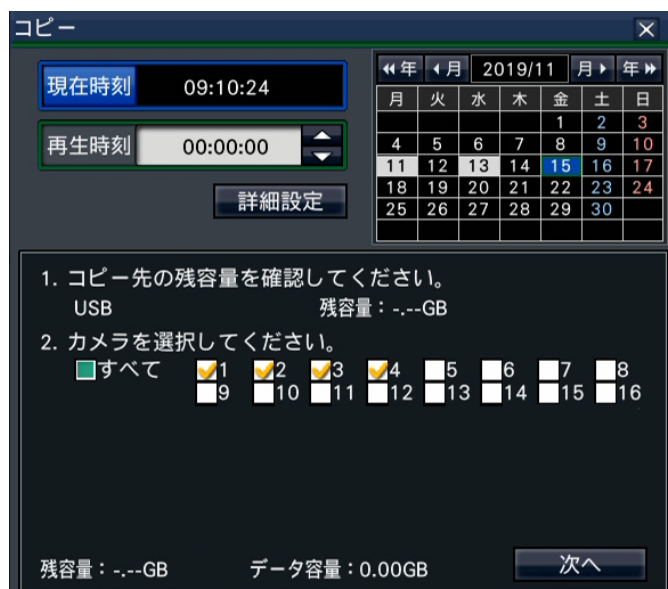 コピー
現在時刻 09:10:24
再生時刻 00:00:00
詳細設定
年 月 2019/11 月 年
月 火 水 木 金 土 日
1 2 3
4 5 6 7 8 9 10
11 12 13 14 15 16 17
18 19 20 21 22 23 24
25 26 27 28 29 30
1. コピー先の残容量を確認してください。
USB 残容量：-.--GB
2. カメラを選択してください。
すべて 1 2 3 4 5 6 7 8
9 10 11 12 13 14 15 16
残容量：-.--GB データ容量：0.00GB 次へ